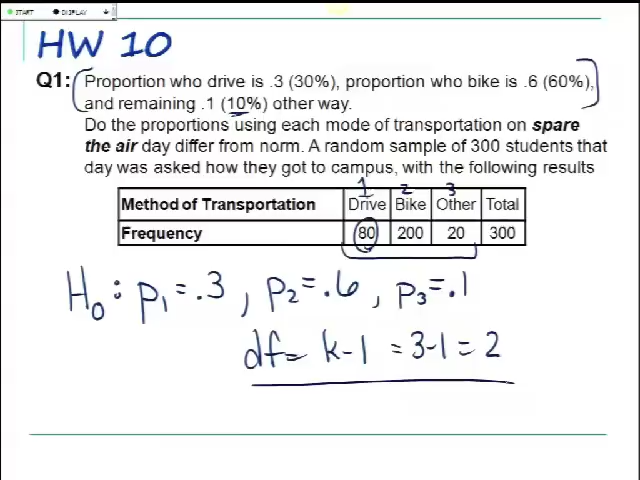 START DISPLAY
HW 10
Q1: Proportion who drive is .3 (30%), proportion who bike is .6 (60%),
and remaining .1 (10%) other way.
Do the proportions using each mode of transportation on spare
the air day differ from norm. A random sample of 300 students that
day was asked how they got to campus, with the following results
1 2 3
Method of Transportation Drive Bike Other Total
Frequency 80 200 20 300
H₀: p₁=.3, p₂=.6, p₃=.1
df= k-1 = 3-1 = 2